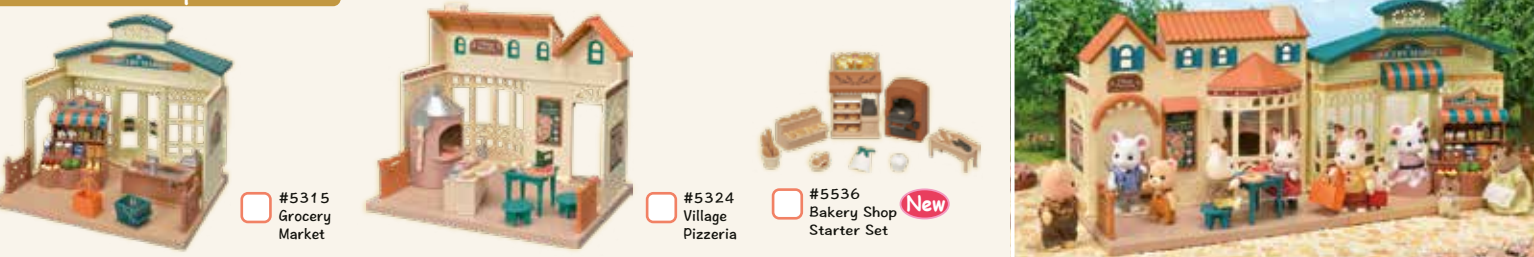 #5315
Grocery
Market
#5324
Village
Pizzeria
#5536
Bakery Shop
Starter Set
New